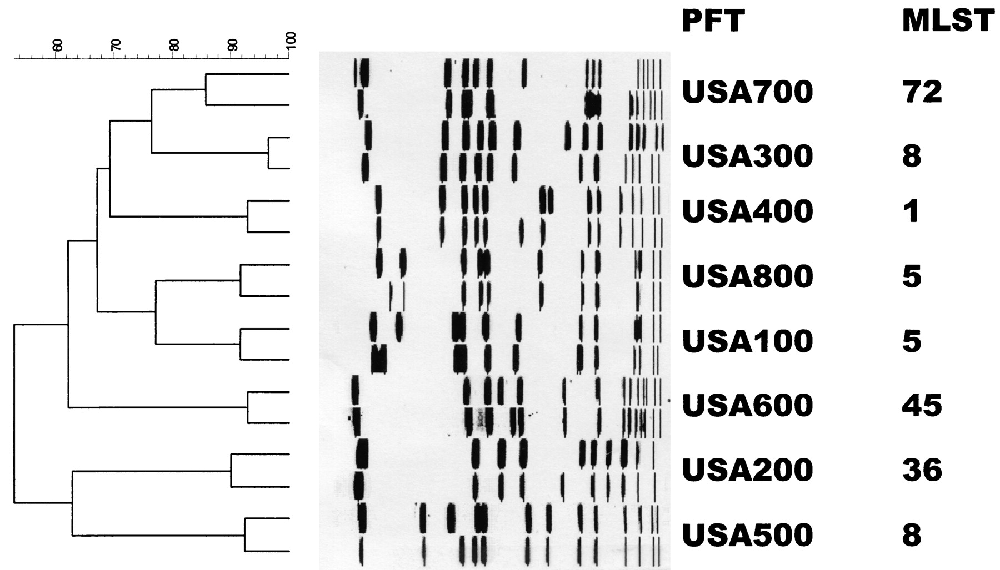 PFT MLST
60 70 80 90 100
USA700 72
USA300 8
USA400 1
USA800 5
USA100 5
USA600 45
USA200 36
USA500 8